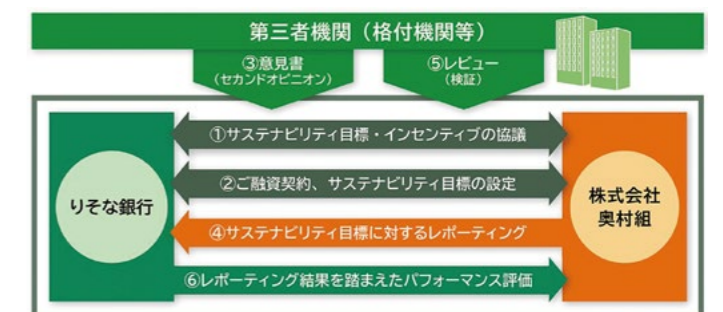 第三者機関（格付機関等）
③意見書
（セカンドオピニオン）
⑤レビュー
（検証）
①サステナビリティ目標・インセンティブの協議
②ご融資契約、サステナビリティ目標の設定
りそな銀行
株式会社
奥村組
④サステナビリティ目標に対するレポーティング
⑥レポーティング結果を踏まえたパフォーマンス評価